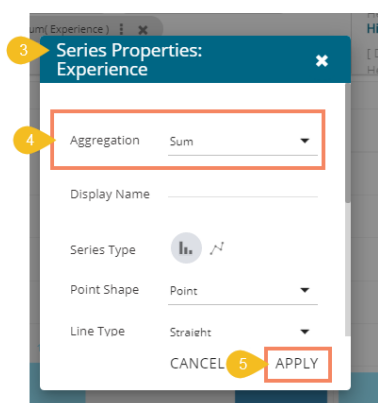 um( Experience )
Hi
3
Series Properties:
Experience
4
Aggregation Sum
Display Name
Series Type
Point Shape Point
Line Type Straight
CANCEL 5 APPLY